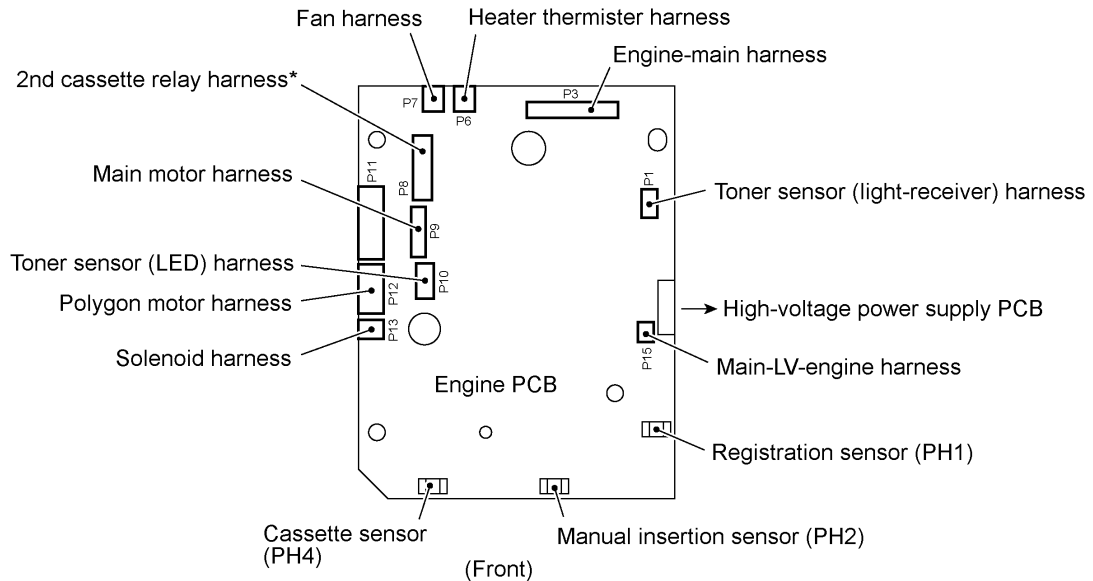 Fan harness
Heater thermister harness
Engine-main harness
2nd cassette relay harness*
P7
P6
P3
P11
P8
Main motor harness
P1
Toner sensor (light-receiver) harness
P9
Toner sensor (LED) harness
P10
P12
Polygon motor harness
High-voltage power supply PCB
P13
Solenoid harness
P15
Main-LV-engine harness
Engine PCB
Registration sensor (PH1)
Cassette sensor
(PH4)
Manual insertion sensor (PH2)
(Front)